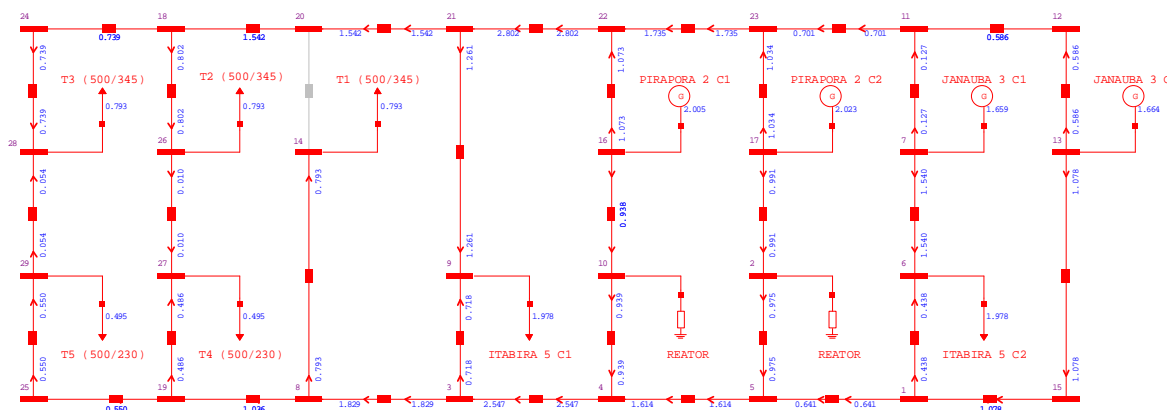 24 18 20 21 22 23 11 12
0.739 1.542 1.542 1.542 2.802 2.802 1.735 1.735 0.701 0.701 0.586
0.739 0.802 1.261 1.073 1.034 0.127 0.586
T3 (500/345) T2 (500/345) T1 (500/345) PIRAPORA 2 C1 PIRAPORA 2 C2 JANAUBA 3 C1 JANAUBA 3 C
G G G G
0.793 0.793 0.793 2.005 2.023 1.659 1.664
0.739 0.802 1.073 1.034 0.127 0.586
28 26 14 16 17 7 13
0.054 0.010 0.793 0.991 1.540 1.078
0.938
0.054 0.010 1.261 0.991 1.540
29 27 9 10 2 6
0.550 0.486 0.718 0.939 0.975 0.438
0.495 0.495 1.978 1.978
T5 (500/230) T4 (500/230) ITABIRA 5 C1 REATOR REATOR ITABIRA 5 C2
0.550 0.486 0.793 0.718 0.939 0.975 0.438 1.078
25 19 8 3 4 5 1 15
0.550 1.036 1.829 1.829 2.547 2.547 1.614 1.614 0.641 0.641 1.078